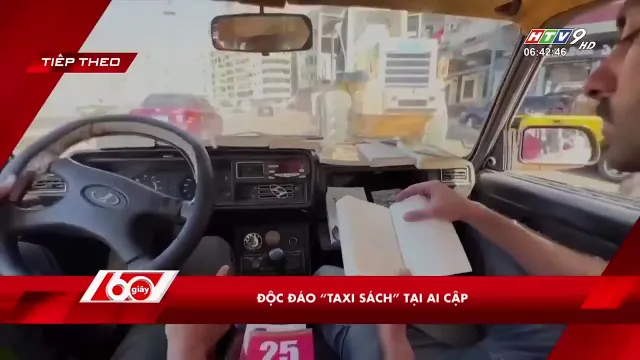 TIẾP THEO
HTV9 HD
06:42:46
60 giây
ĐỘC ĐÁO “TAXI SÁCH” TẠI AI CẬP
25